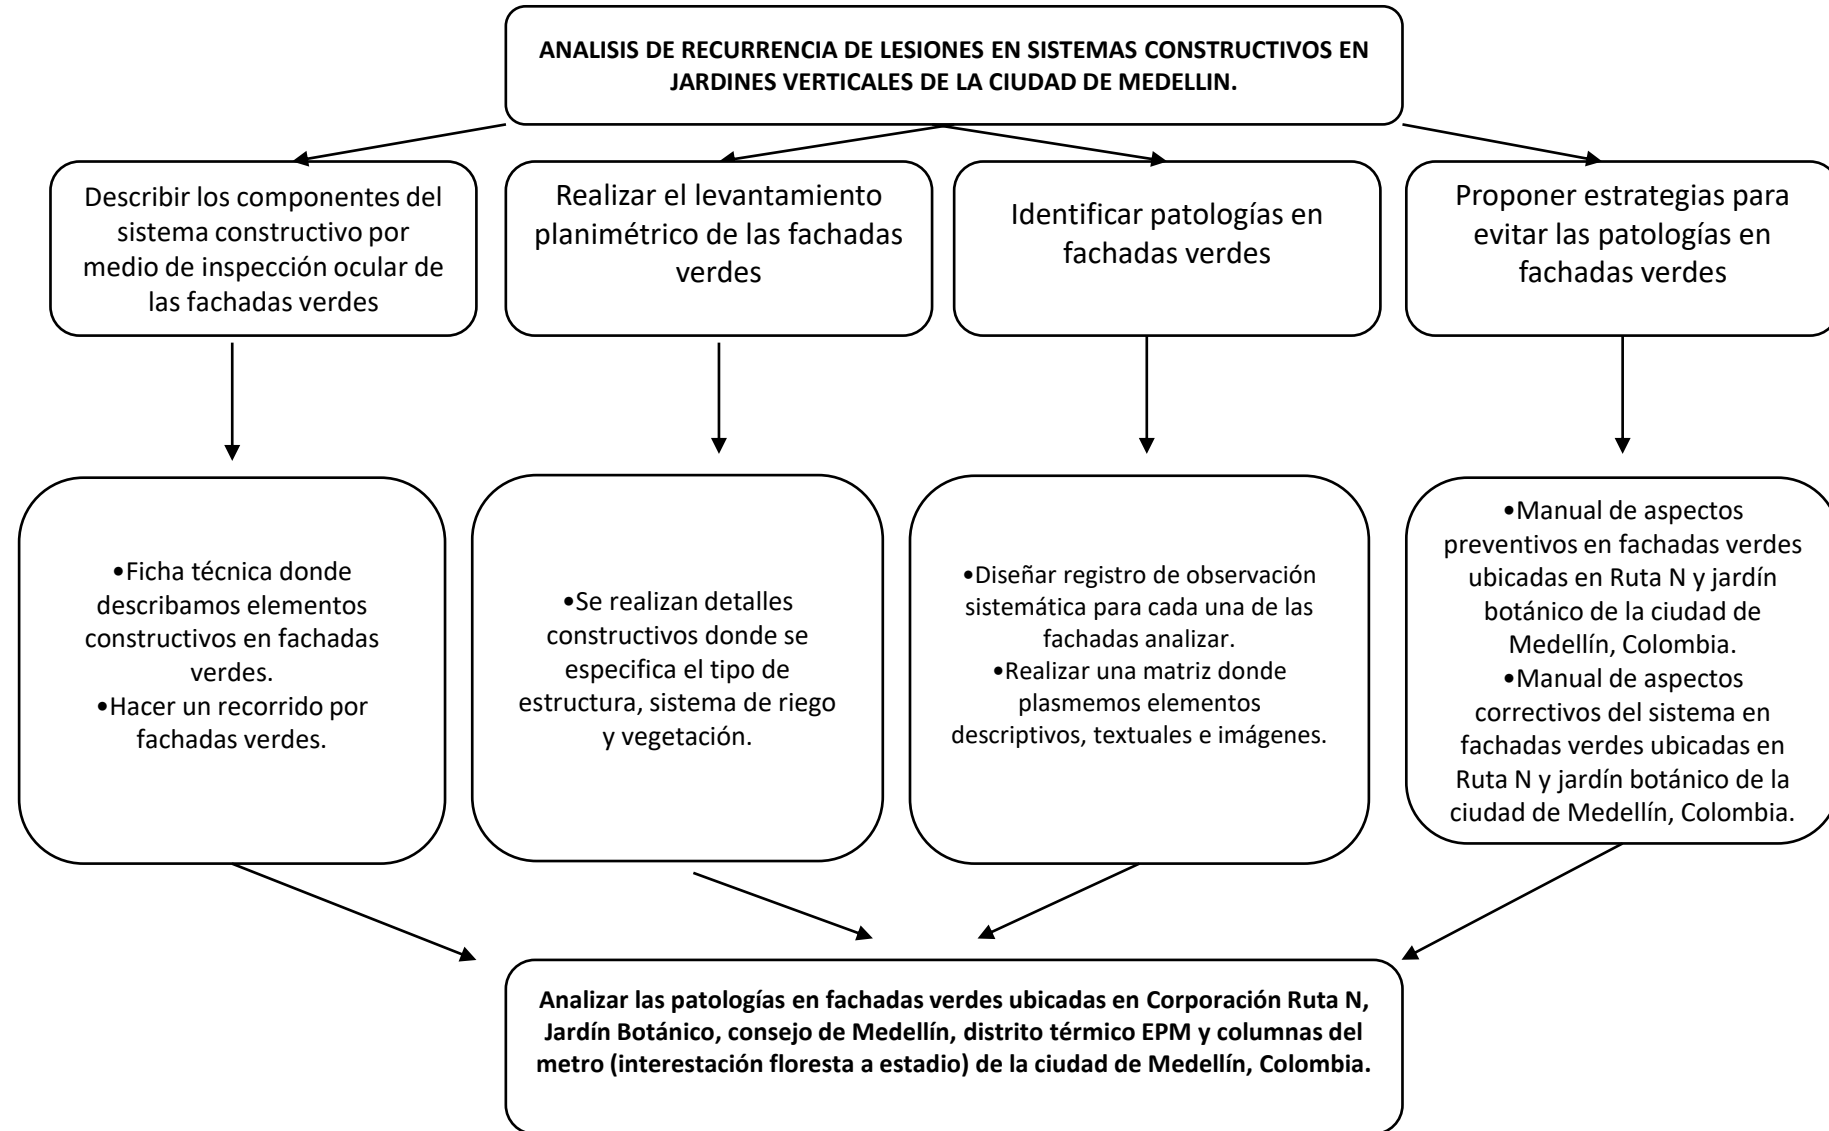 ANALISIS DE RECURRENCIA DE LESIONES EN SISTEMAS CONSTRUCTIVOS EN
JARDINES VERTICALES DE LA CIUDAD DE MEDELLIN.
Describir los componentes del
sistema constructivo por
medio de inspección ocular de
las fachadas verdes
Realizar el levantamiento
planimétrico de las fachadas
verdes
Identificar patologías en
fachadas verdes
Proponer estrategias para
evitar las patologías en
fachadas verdes
•Ficha técnica donde
describamos elementos
constructivos en fachadas
verdes.
•Hacer un recorrido por
fachadas verdes.
•Se realizan detalles
constructivos donde se
especifica el tipo de
estructura, sistema de riego
y vegetación.
•Diseñar registro de observación
sistemática para cada una de las
fachadas analizar.
•Realizar una matriz donde
plasmemos elementos
descriptivos, textuales e imágenes.
•Manual de aspectos
preventivos en fachadas verdes
ubicadas en Ruta N y jardín
botánico de la ciudad de
Medellín, Colombia.
•Manual de aspectos
correctivos del sistema en
fachadas verdes ubicadas en
Ruta N y jardín botánico de la
ciudad de Medellín, Colombia.
Analizar las patologías en fachadas verdes ubicadas en Corporación Ruta N,
Jardín Botánico, consejo de Medellín, distrito térmico EPM y columnas del
metro (interestación floresta a estadio) de la ciudad de Medellín, Colombia.